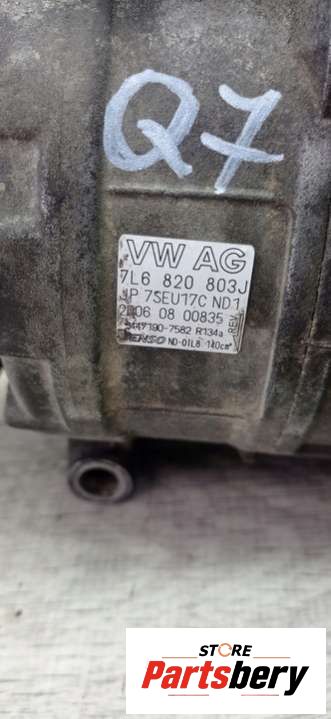 Q7
VW AG
7L6 820 803J
JP 7SEU17C ND1
2006 08 00835
REV.
447190-7582 R134a
DENSO ND-OIL8 140cm³
STORE
Partsbery